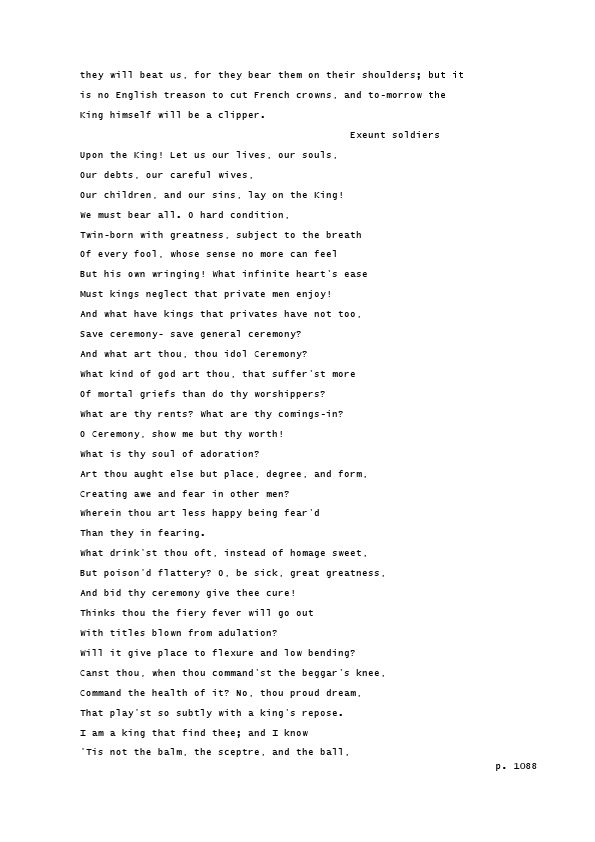 they will beat us, for they bear them on their shoulders; but it
is no English treason to cut French crowns, and to-morrow the
King himself will be a clipper.
Exeunt soldiers
Upon the King! Let us our lives, our souls,
Our debts, our careful wives,
Our children, and our sins, lay on the King!
We must bear all. O hard condition,
Twin-born with greatness, subject to the breath
Of every fool, whose sense no more can feel
But his own wringing! What infinite heart's ease
Must kings neglect that private men enjoy!
And what have kings that privates have not too,
Save ceremony- save general ceremony?
And what art thou, thou idol Ceremony?
What kind of god art thou, that suffer'st more
Of mortal griefs than do thy worshippers?
What are thy rents? What are thy comings-in?
O Ceremony, show me but thy worth!
What is thy soul of adoration?
Art thou aught else but place, degree, and form,
Creating awe and fear in other men?
Wherein thou art less happy being fear'd
Than they in fearing.
What drink'st thou oft, instead of homage sweet,
But poison'd flattery? O, be sick, great greatness,
And bid thy ceremony give thee cure!
Thinks thou the fiery fever will go out
With titles blown from adulation?
Will it give place to flexure and low bending?
Canst thou, when thou command'st the beggar's knee,
Command the health of it? No, thou proud dream,
That play'st so subtly with a king's repose.
I am a king that find thee; and I know
'Tis not the balm, the sceptre, and the ball,
p. 1088